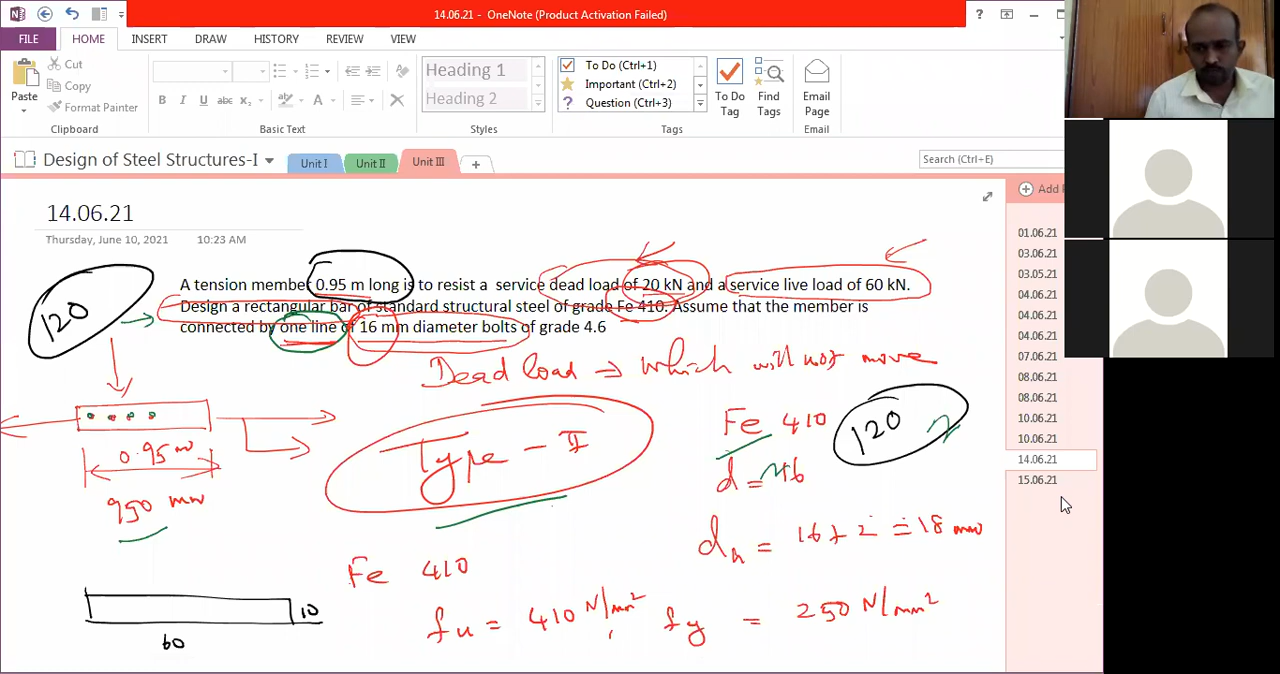 14.06.21 - OneNote (Product Activation Failed)
FILE HOME INSERT DRAW HISTORY REVIEW VIEW
Cut
Copy
Format Painter
Paste
Clipboard
B I U abc x₂ A
Basic Text
Heading 1
Heading 2
Styles
To Do (Ctrl+1)
Important (Ctrl+2)
Question (Ctrl+3)
Tags
To Do Tag
Find Tags
Email Page
Email
Design of Steel Structures-I Unit I Unit II Unit III
Search (Ctrl+E)
Add
14.06.21
Thursday, June 10, 2021 10:23 AM
A tension member 0.95 m long is to resist a service dead load of 20 kN and a service live load of 60 kN.
Design a rectangular bar of standard structural steel of grade Fe 410. Assume that the member is
connected by one line of 16 mm diameter bolts of grade 4.6
120
Dead load → which will not move
Type - II
0.95 m
950 mm
Fe 410
120
d = 16
dh = 16 + 2 = 18 mm
Fe 410
fu = 410 N/mm² fy = 250 N/mm²
10
60
01.06.21
03.06.21
03.05.21
04.06.21
04.06.21
04.06.21
07.06.21
08.06.21
08.06.21
10.06.21
10.06.21
14.06.21
15.06.21